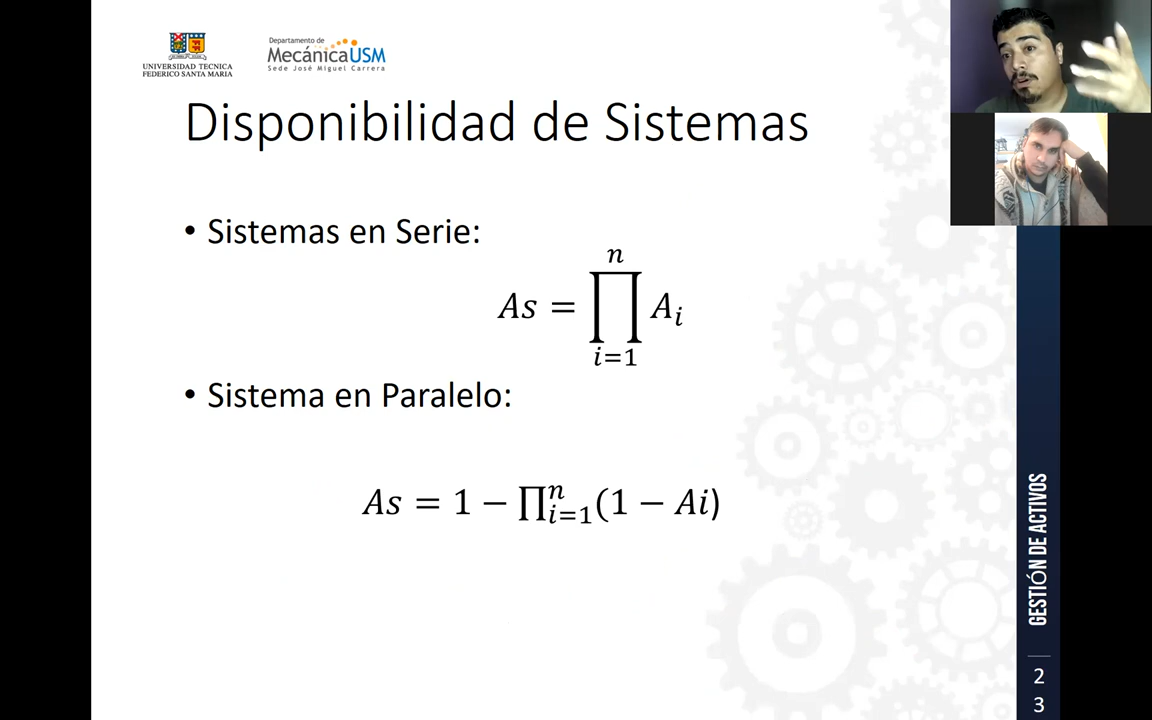 UNIVERSIDAD TECNICA
FEDERICO SANTA MARIA
Departamento de
MecánicaUSM
Sede José Miguel Carrera
Disponibilidad de Sistemas
• Sistemas en Serie:
n
As = ∏ Aᵢ
i=1
• Sistema en Paralelo:
As = 1 − ∏ⁿᵢ₌₁(1 − Ai)
GESTIÓN DE ACTIVOS
2
3